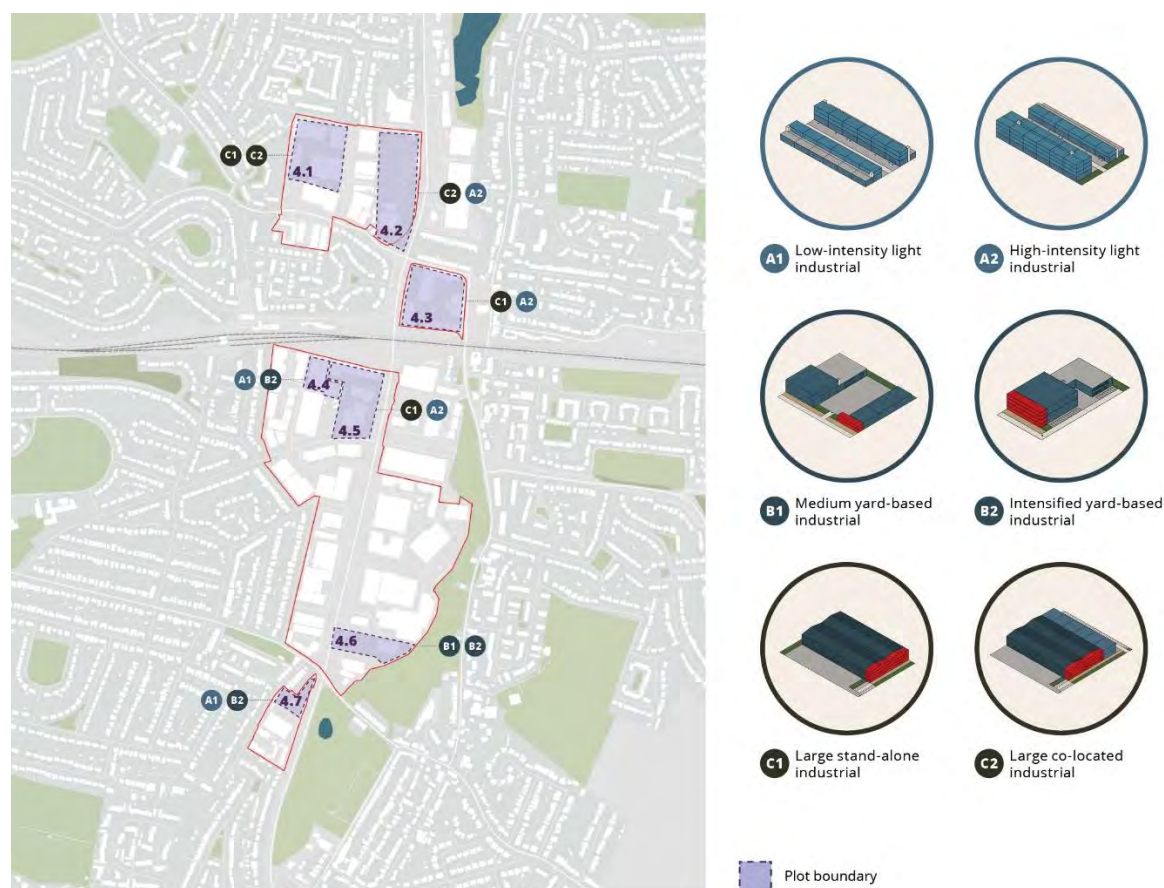 C1 C2
4.1
4.2
C2 A2
4.3
C1 A2
A1 B2
4.4
4.5
C1 A2
4.6
B1 B2
A1 B2
4.7
A1 Low-intensity light
industrial
A2 High-intensity light
industrial
B1 Medium yard-based
industrial
B2 Intensified yard-based
industrial
C1 Large stand-alone
industrial
C2 Large co-located
industrial
Plot boundary